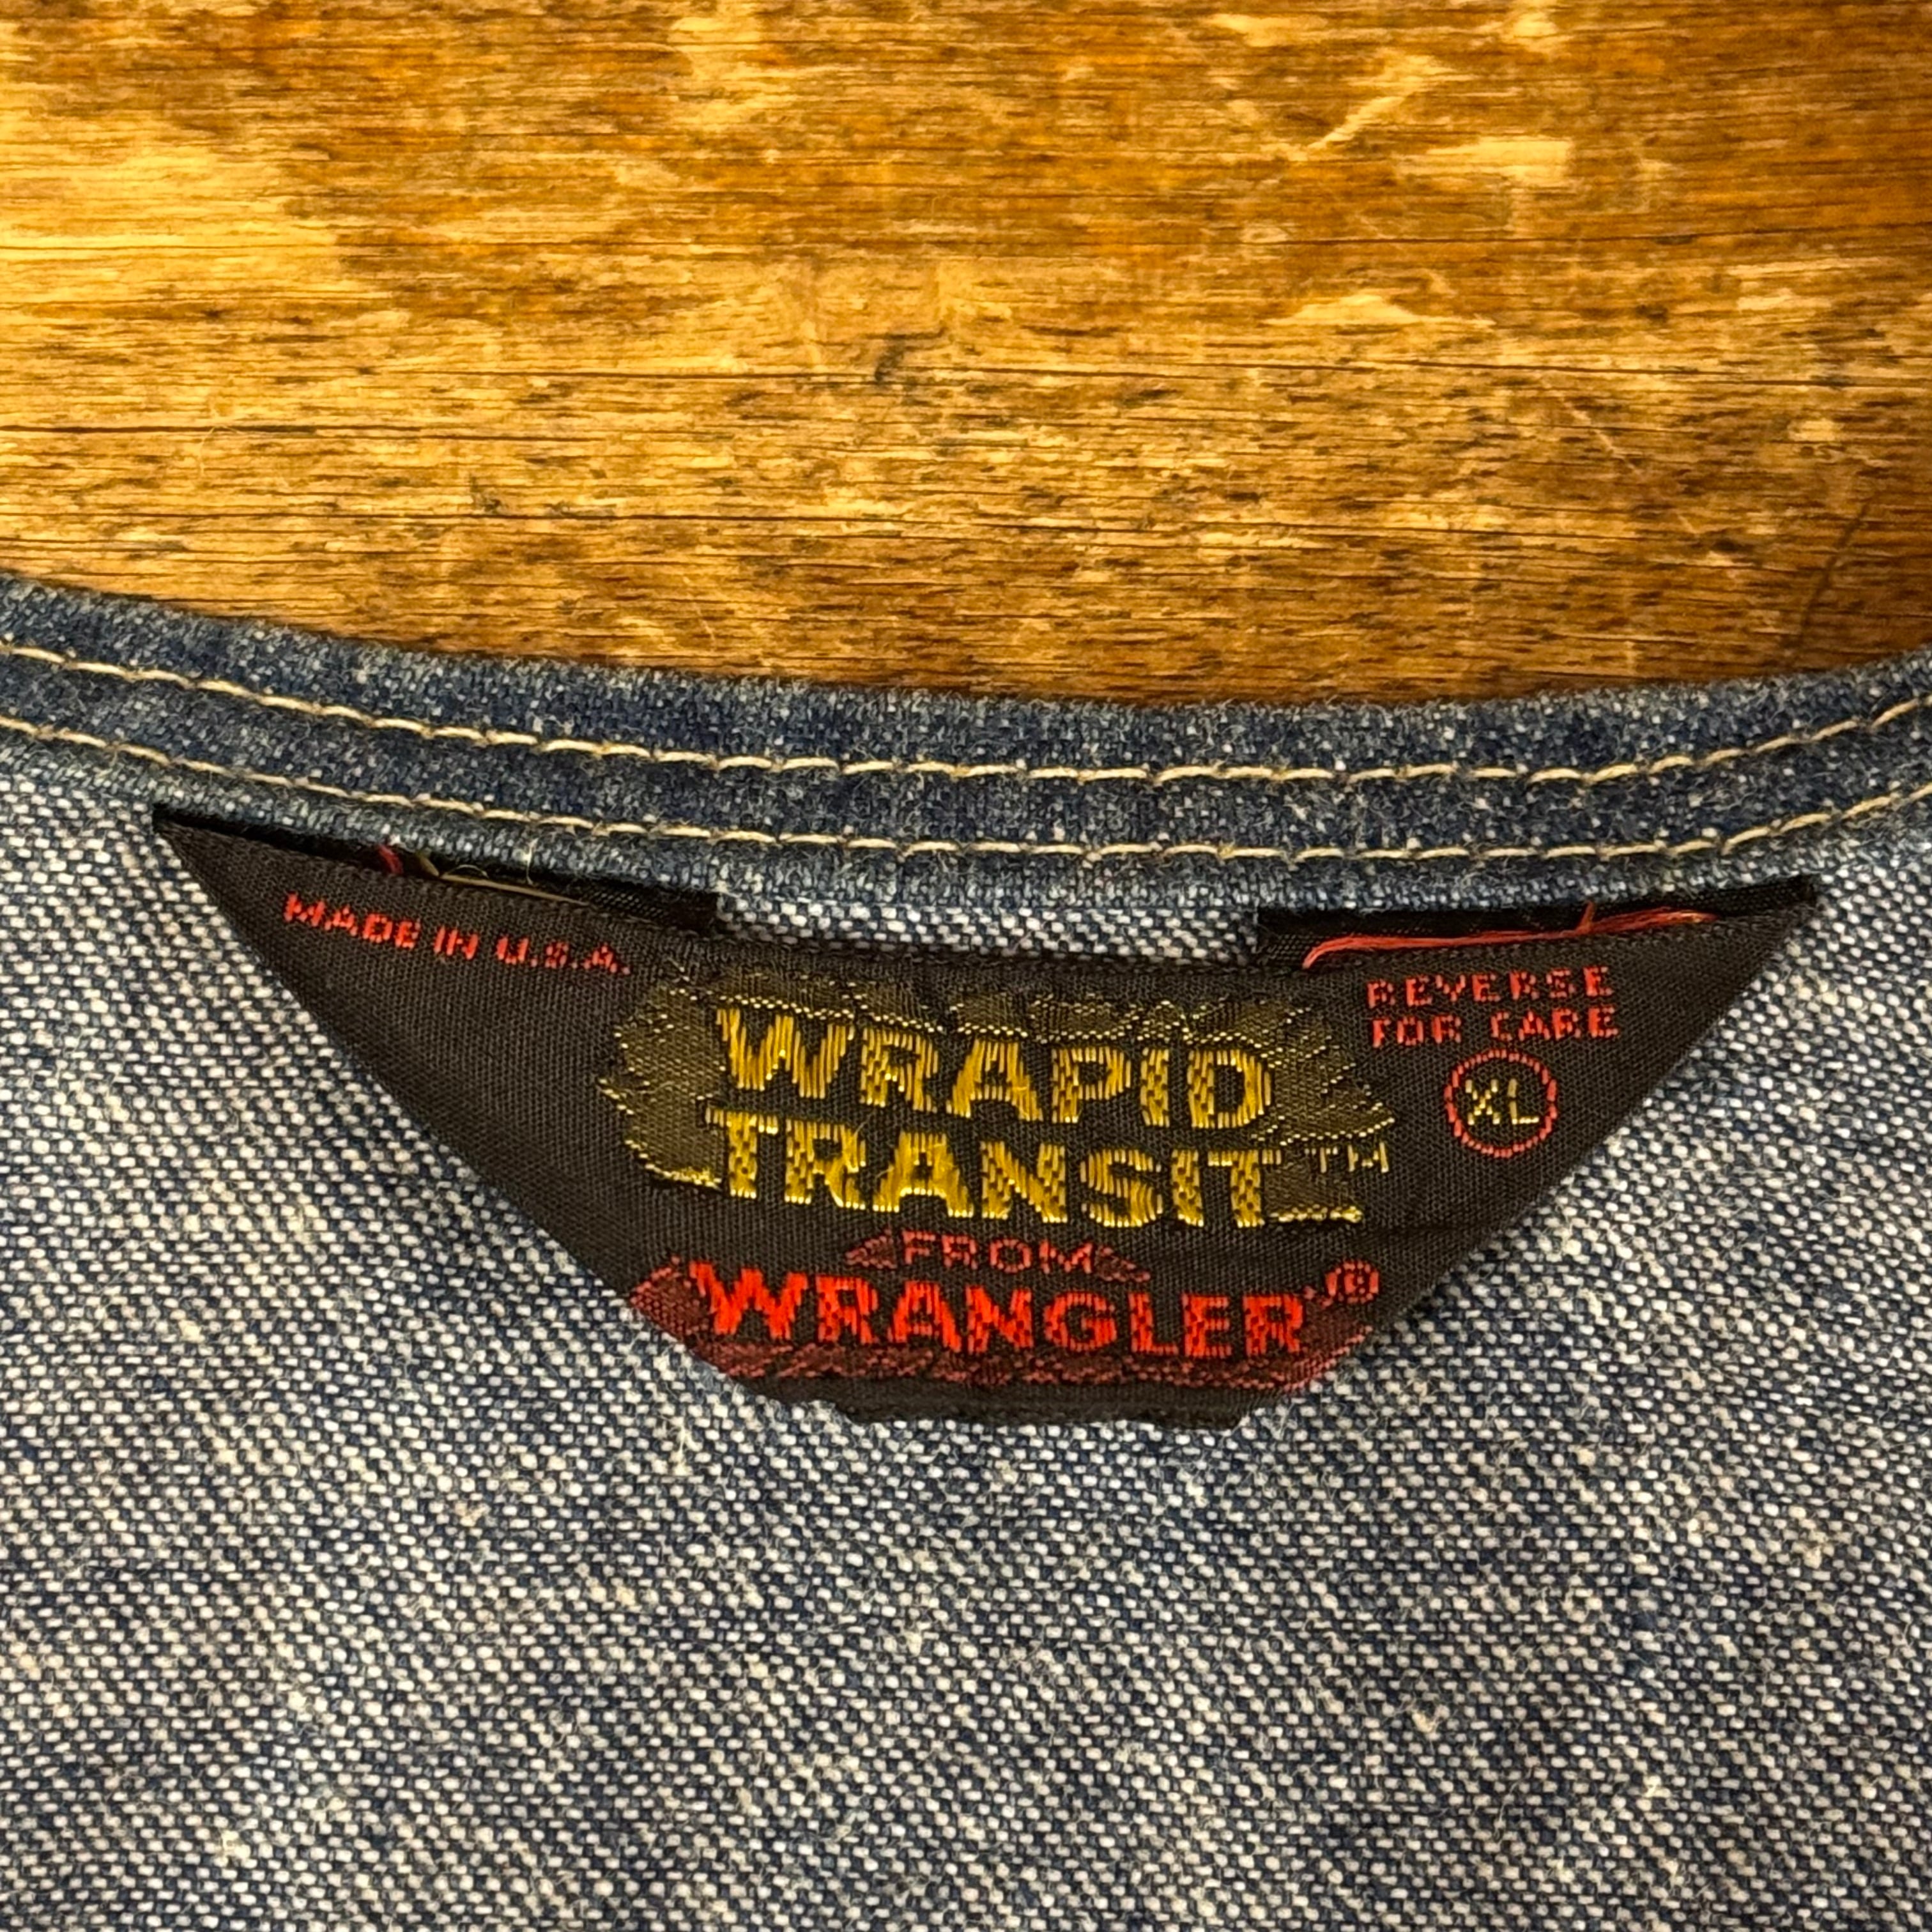 MADE IN U.S.A.
WRAPID
TRANSIT™
FROM
WRANGLER®
REVERSE
FOR CARE
XL